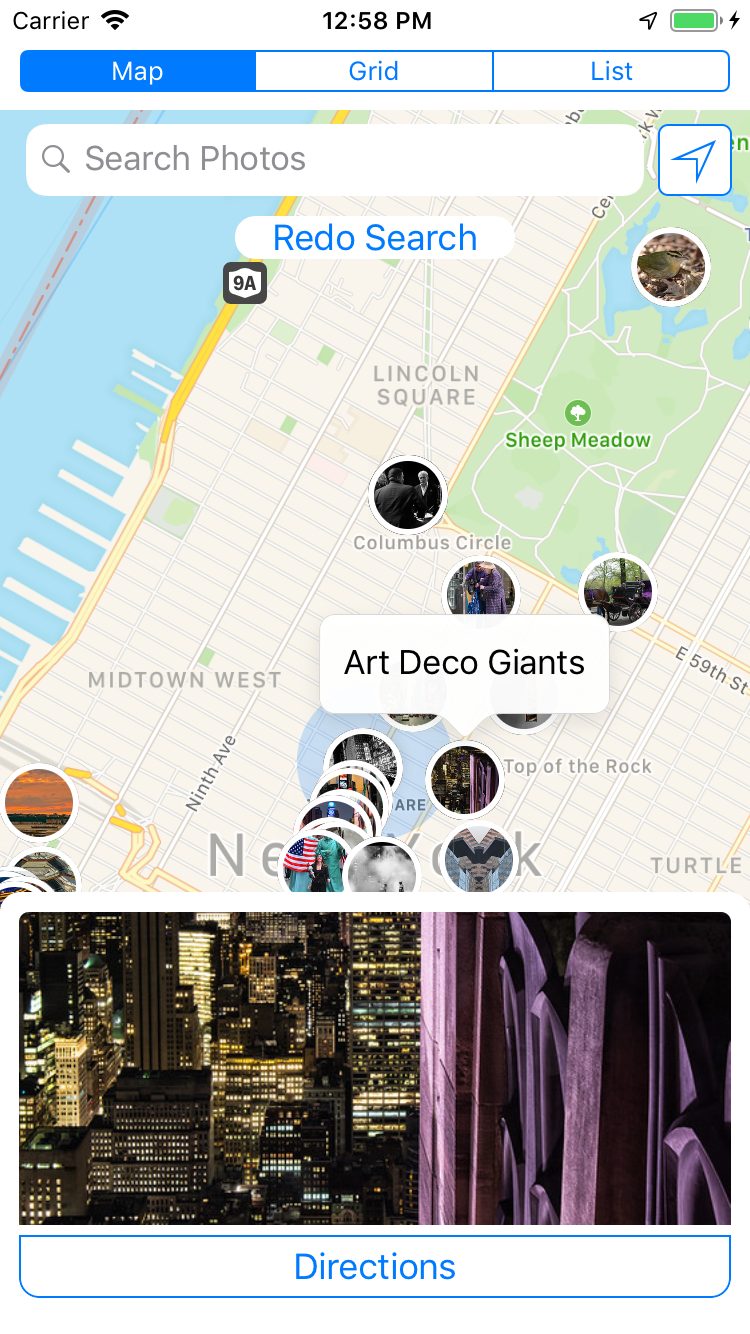 Carrier 12:58 PM
Map Grid List
Search Photos
Redo Search
9A
LINCOLN
SQUARE
Sheep Meadow
Columbus Circle
Art Deco Giants
E 59th St
MIDTOWN WEST
Ninth Ave
Top of the Rock
New York
TURTLE
Directions